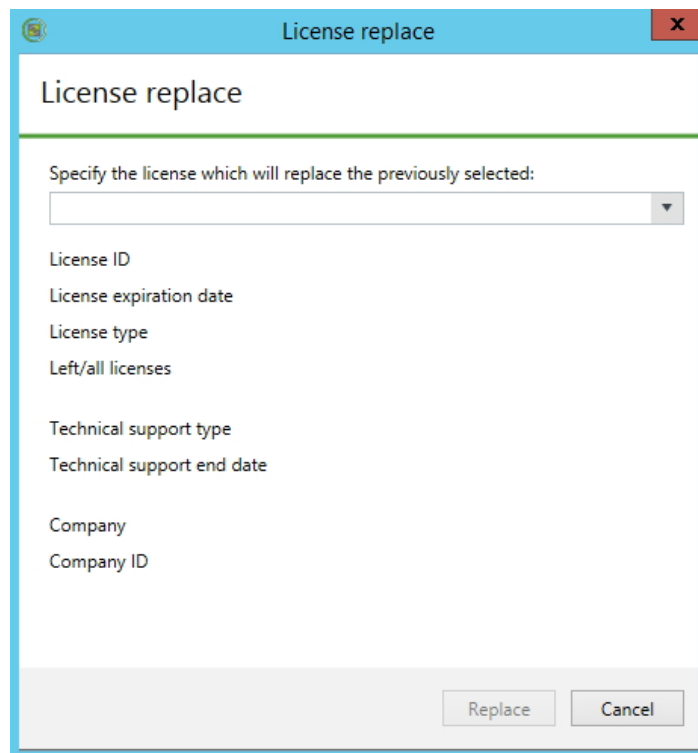 License replace
License replace
Specify the license which will replace the previously selected:
License ID
License expiration date
License type
Left/all licenses
Technical support type
Technical support end date
Company
Company ID
Replace
Cancel